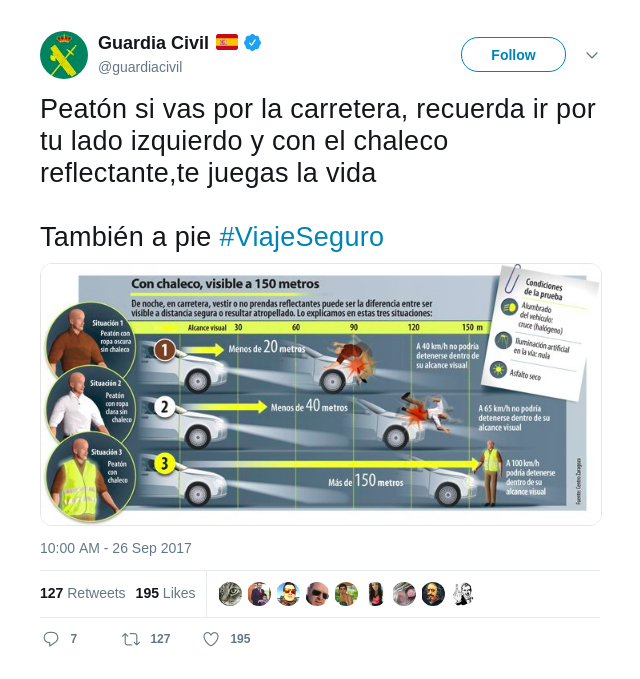 Guardia Civil
@guardiacivil
Follow
Peatón si vas por la carretera, recuerda ir por
tu lado izquierdo y con el chaleco
reflectante,te juegas la vida
También a pie #ViajeSeguro
Con chaleco, visible a 150 metros
De noche, en carretera, vestir o no prendas reflectantes puede ser la diferencia entre ser
visible a distancia segura o resultar atropellado. Lo explicamos en estas tres situaciones:
Condiciones
de la prueba
Alumbrado
del vehículo:
cruce (halógeno)
Iluminación artificial
en la vía: nula
Asfalto seco
Alcance visual 30 60 90 120 150 m
Situación 1
Peatón con
ropa oscura
sin chaleco
1
Menos de 20 metros
A 40 km/h no podría
detenerse dentro de
su alcance visual
Situación 2
Peatón
con ropa
clara sin
chaleco
2
Menos de 40 metros
A 65 km/h no podría
detenerse dentro de su
alcance visual
Situación 3
Peatón
con
chaleco
3
Más de 150 metros
A 100 km/h
podría detenerse
dentro de su
alcance visual
Fuente: Centro Zaragoza
10:00 AM - 26 Sep 2017
127 Retweets 195 Likes
7 127 195